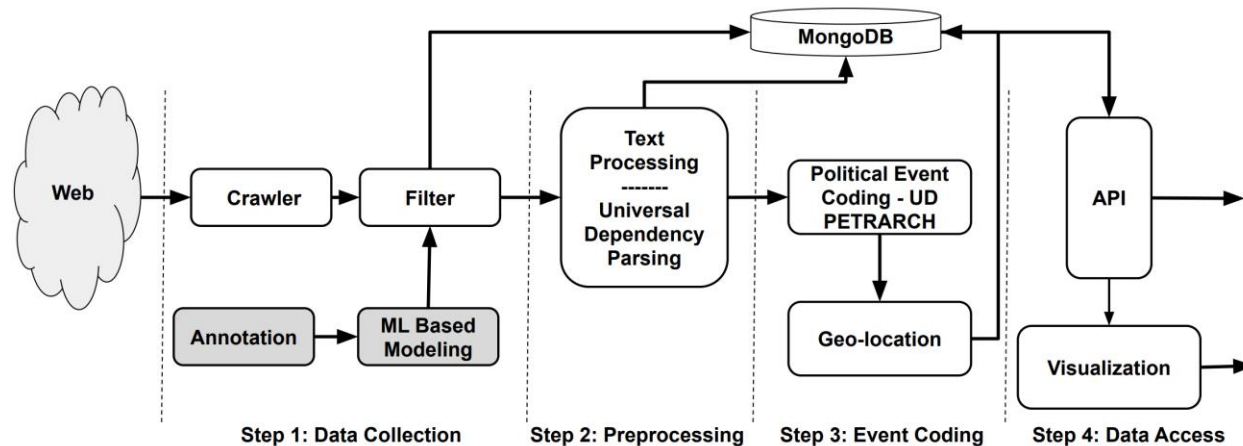 MongoDB
Web
Crawler
Filter
Annotation
ML Based
Modeling
Text
Processing
-------
Universal
Dependency
Parsing
Political Event
Coding - UD
PETRARCH
Geo-location
API
Visualization
Step 1: Data Collection
Step 2: Preprocessing
Step 3: Event Coding
Step 4: Data Access